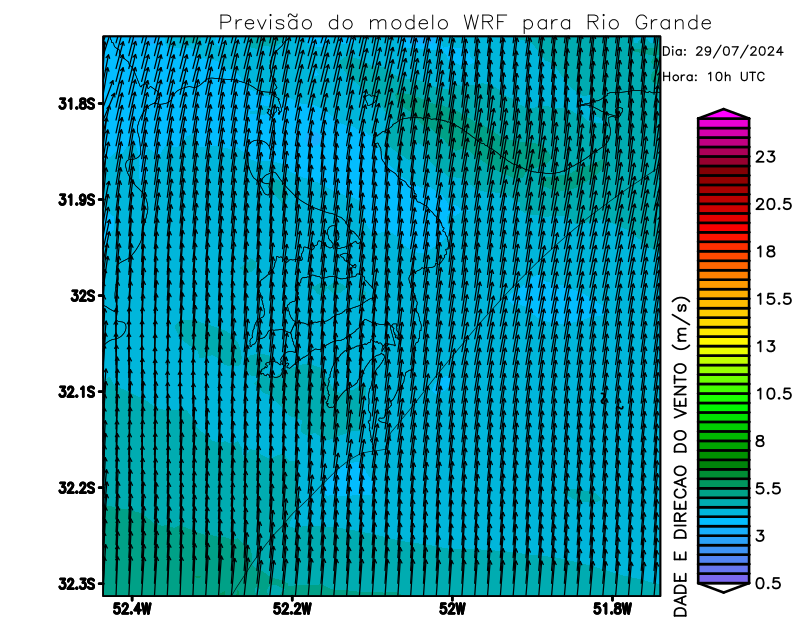 Previsão do modelo WRF para Rio Grande
Dia: 29/07/2024
Hora: 10h UTC
31.8S
31.9S
32S
32.1S
32.2S
32.3S
52.4W
52.2W
52W
51.8W
23
20.5
18
15.5
13
10.5
8
5.5
3
0.5
DADE E DIRECAO DO VENTO (m/s)